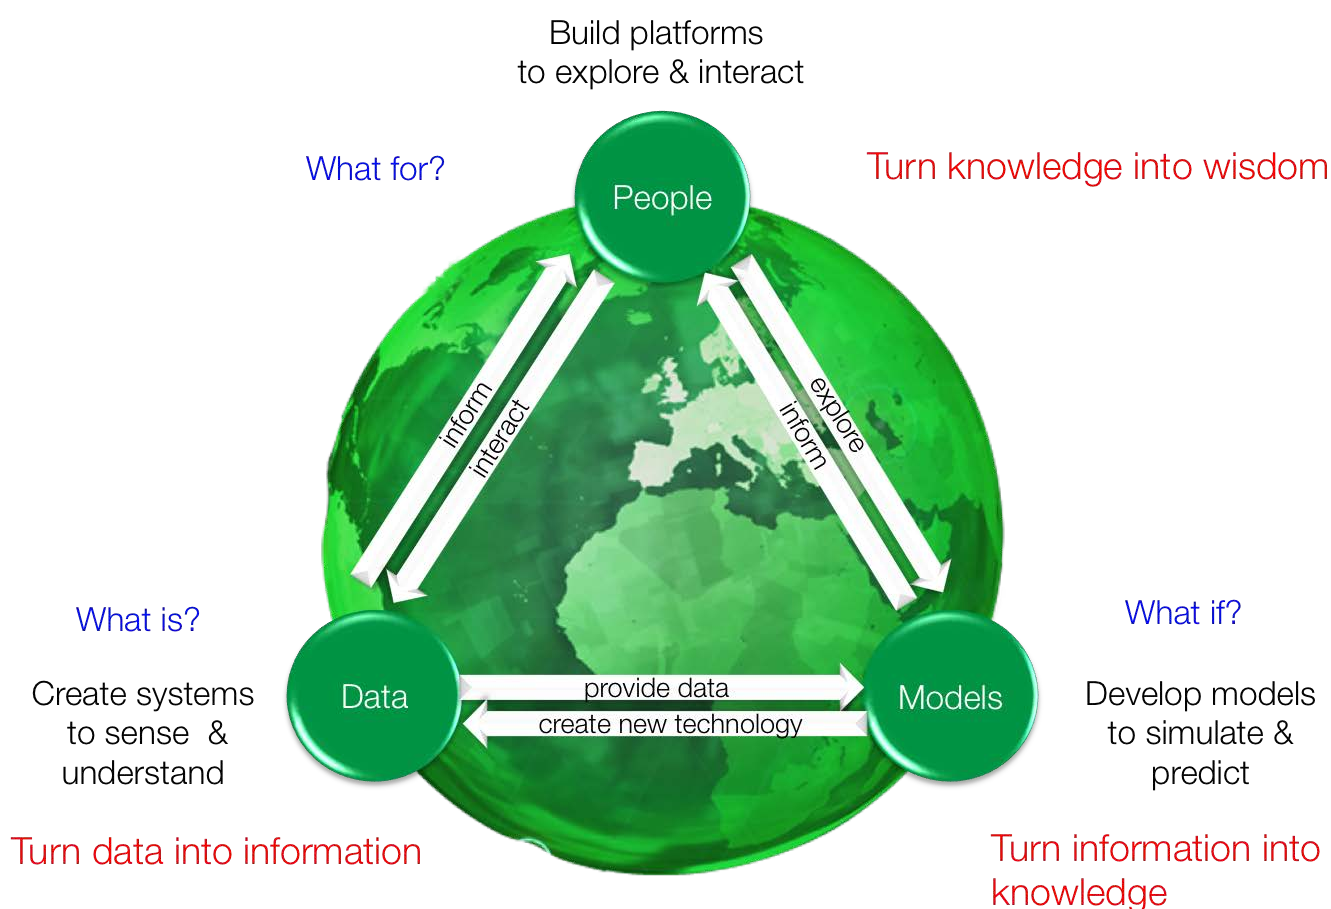 Build platforms
to explore & interact
What for?
Turn knowledge into wisdom
People
inform
interact
explore
inform
What is?
What if?
Create systems
to sense & 
understand
Data
provide data
create new technology
Models
Develop models
to simulate &
predict
Turn data into information
Turn information into
knowledge